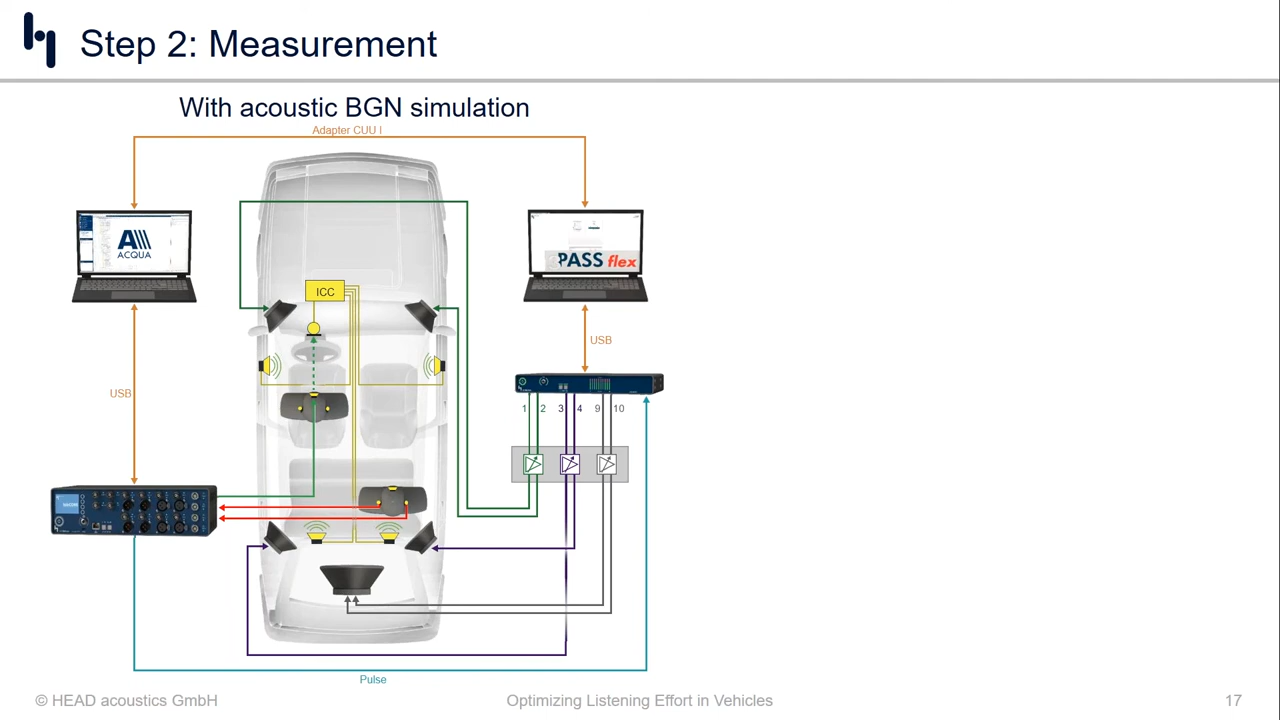 Step 2: Measurement
With acoustic BGN simulation
Adapter CUU I
ACQUA
PASS flex
ICC
USB
USB
1 2 3 4 9 10
Pulse
© HEAD acoustics GmbH
Optimizing Listening Effort in Vehicles
17